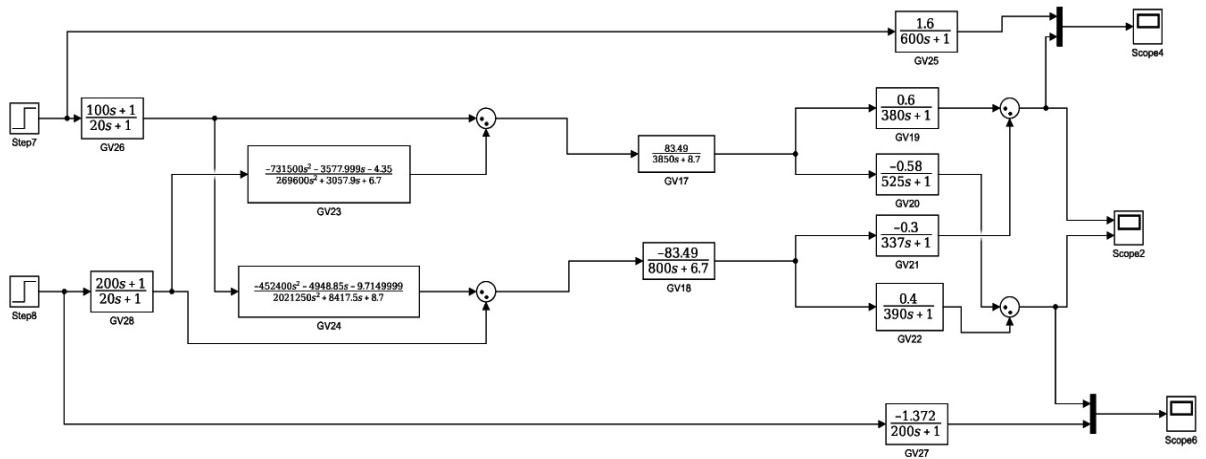 1.6
600s + 1
GV25
Scope4
Step7
100s + 1
20s + 1
GV26
0.6
380s + 1
GV19
−731500s² − 3577.999s − 4.35
269600s² + 3057.9s + 6.7
GV23
83.49
3850s + 8.7
GV17
−0.58
525s + 1
GV20
−0.3
337s + 1
GV21
Scope2
Step8
200s + 1
20s + 1
GV28
−452400s² − 4948.85s − 9.7149999
2021250s² + 8417.5s + 8.7
GV24
−83.49
800s + 6.7
GV18
0.4
390s + 1
GV22
−1.372
200s + 1
GV27
Scope6